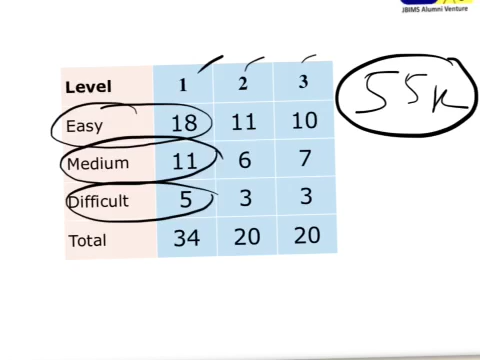 JBIMS Alumni Venture
Level 1 2 3
Easy 18 11 10
55k
Medium 11 6 7
Difficult 5 3 3
Total 34 20 20